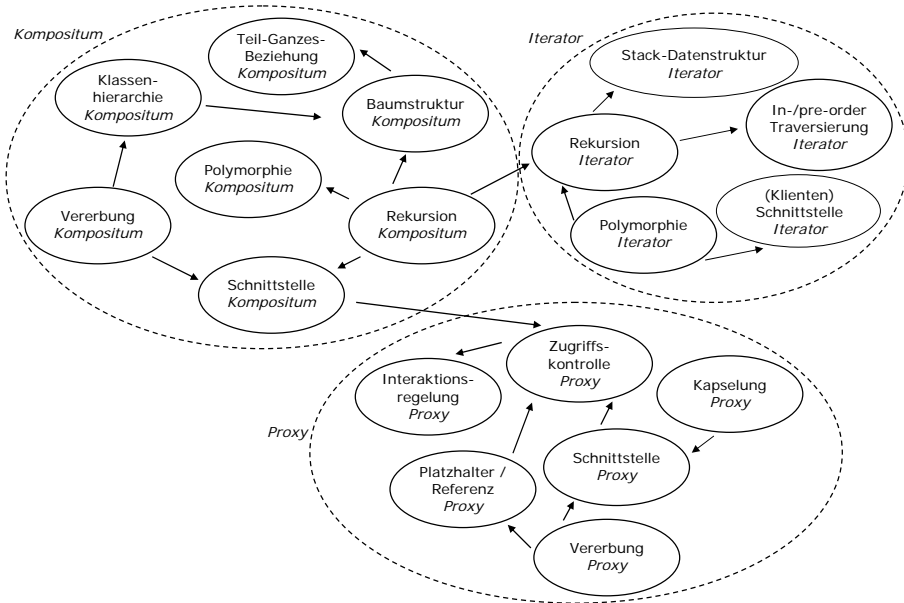 Kompositum
Teil-Ganzes-
Beziehung
Kompositum
Klassen-
hierarchie
Kompositum
Baumstruktur
Kompositum
Polymorphie
Kompositum
Vererbung
Kompositum
Rekursion
Kompositum
Schnittstelle
Kompositum
Iterator
Stack-Datenstruktur
Iterator
In-/pre-order
Traversierung
Iterator
Rekursion
Iterator
(Klienten)
Schnittstelle
Iterator
Polymorphie
Iterator
Proxy
Zugriffs-
kontrolle
Proxy
Interaktions-
regelung
Proxy
Kapselung
Proxy
Schnittstelle
Proxy
Platzhalter /
Referenz
Proxy
Vererbung
Proxy